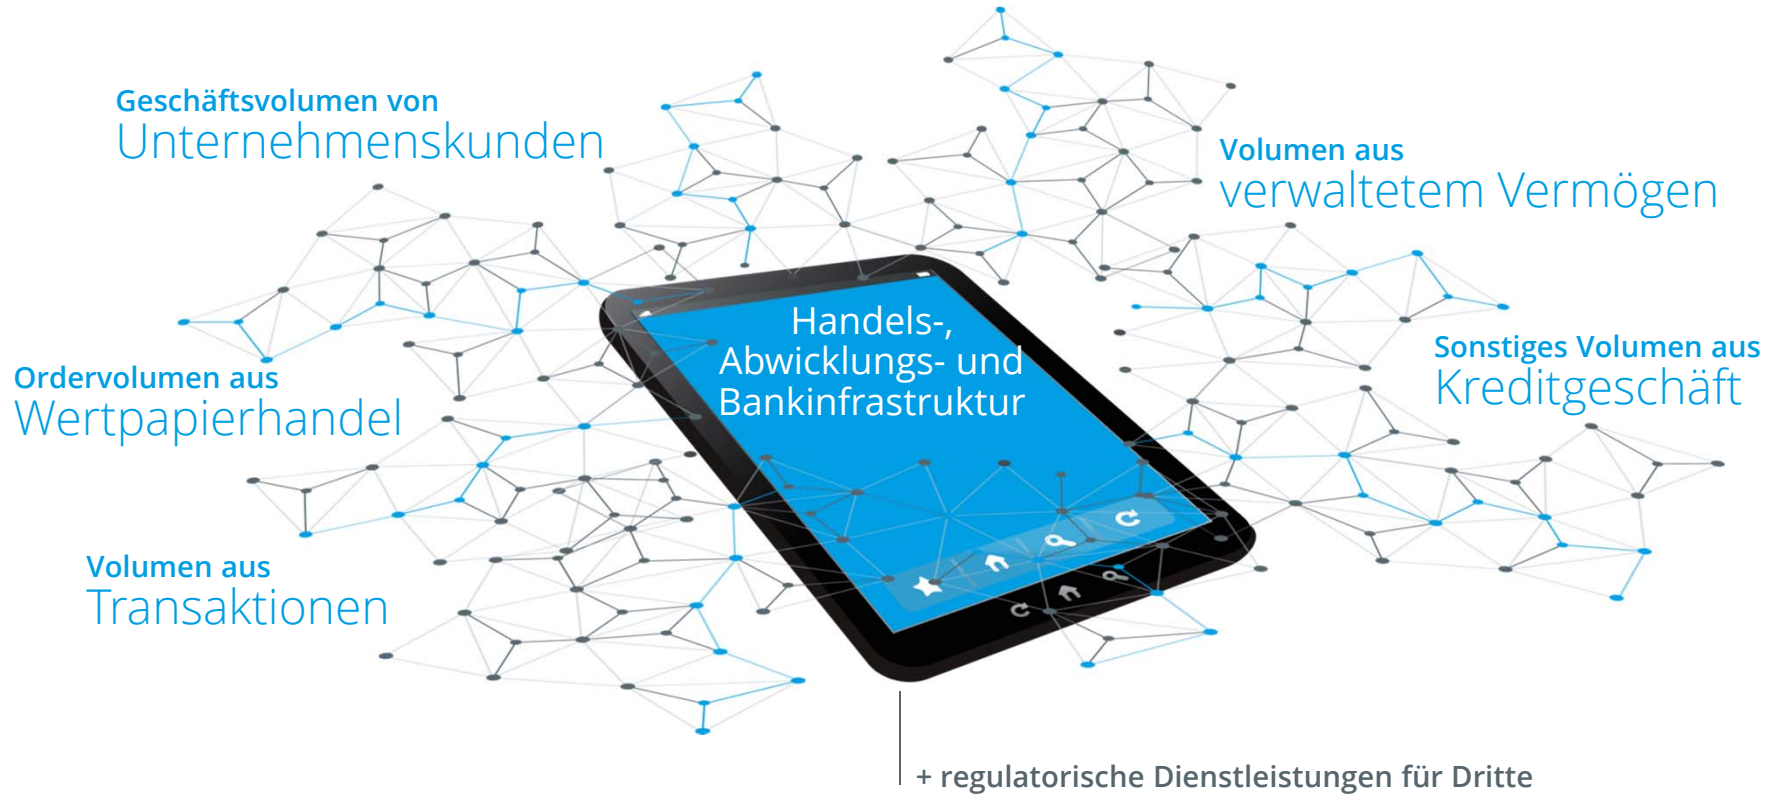 Geschäftsvolumen von
Unternehmenskunden
Volumen aus
verwaltetem Vermögen
Handels-,
Abwicklungs- und
Bankinfrastruktur
Sonstiges Volumen aus
Kreditgeschäft
Ordervolumen aus
Wertpapierhandel
Volumen aus
Transaktionen
+ regulatorische Dienstleistungen für Dritte